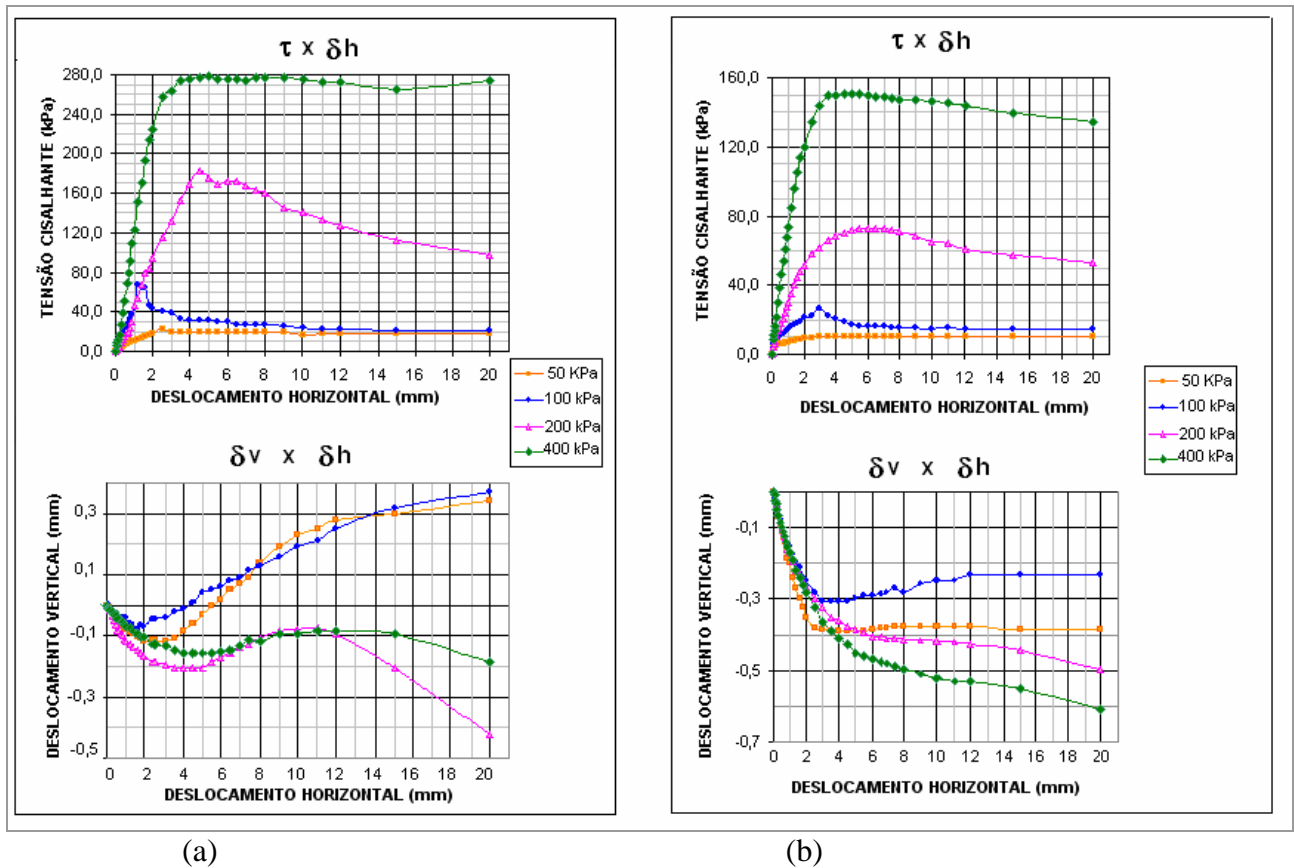 τ x δh
TENSÃO CISALHANTE (kPa)
280,0
240,0
200,0
160,0
120,0
80,0
40,0
0,0
0 2 4 6 8 10 12 14 16 18 20
DESLOCAMENTO HORIZONTAL (mm)
50 KPa
100 kPa
200 kPa
400 kPa
δv x δh
DESLOCAMENTO VERTICAL (mm)
0,3
0,1
-0,1
-0,3
-0,5
0 2 4 6 8 10 12 14 16 18 20
DESLOCAMENTO HORIZONTAL (mm)
(a)
τ x δh
TENSÃO CISALHANTE (kPa)
160,0
120,0
80,0
40,0
0,0
0 2 4 6 8 10 12 14 16 18 20
DESLOCAMENTO HORIZONTAL (mm)
50 KPa
100 kPa
200 kPa
400 kPa
δv x δh
DESLOCAMENTO VERTICAL (mm)
-0,1
-0,3
-0,5
-0,7
0 2 4 6 8 10 12 14 16 18 20
DESLOCAMENTO HORIZONTAL (mm)
(b)